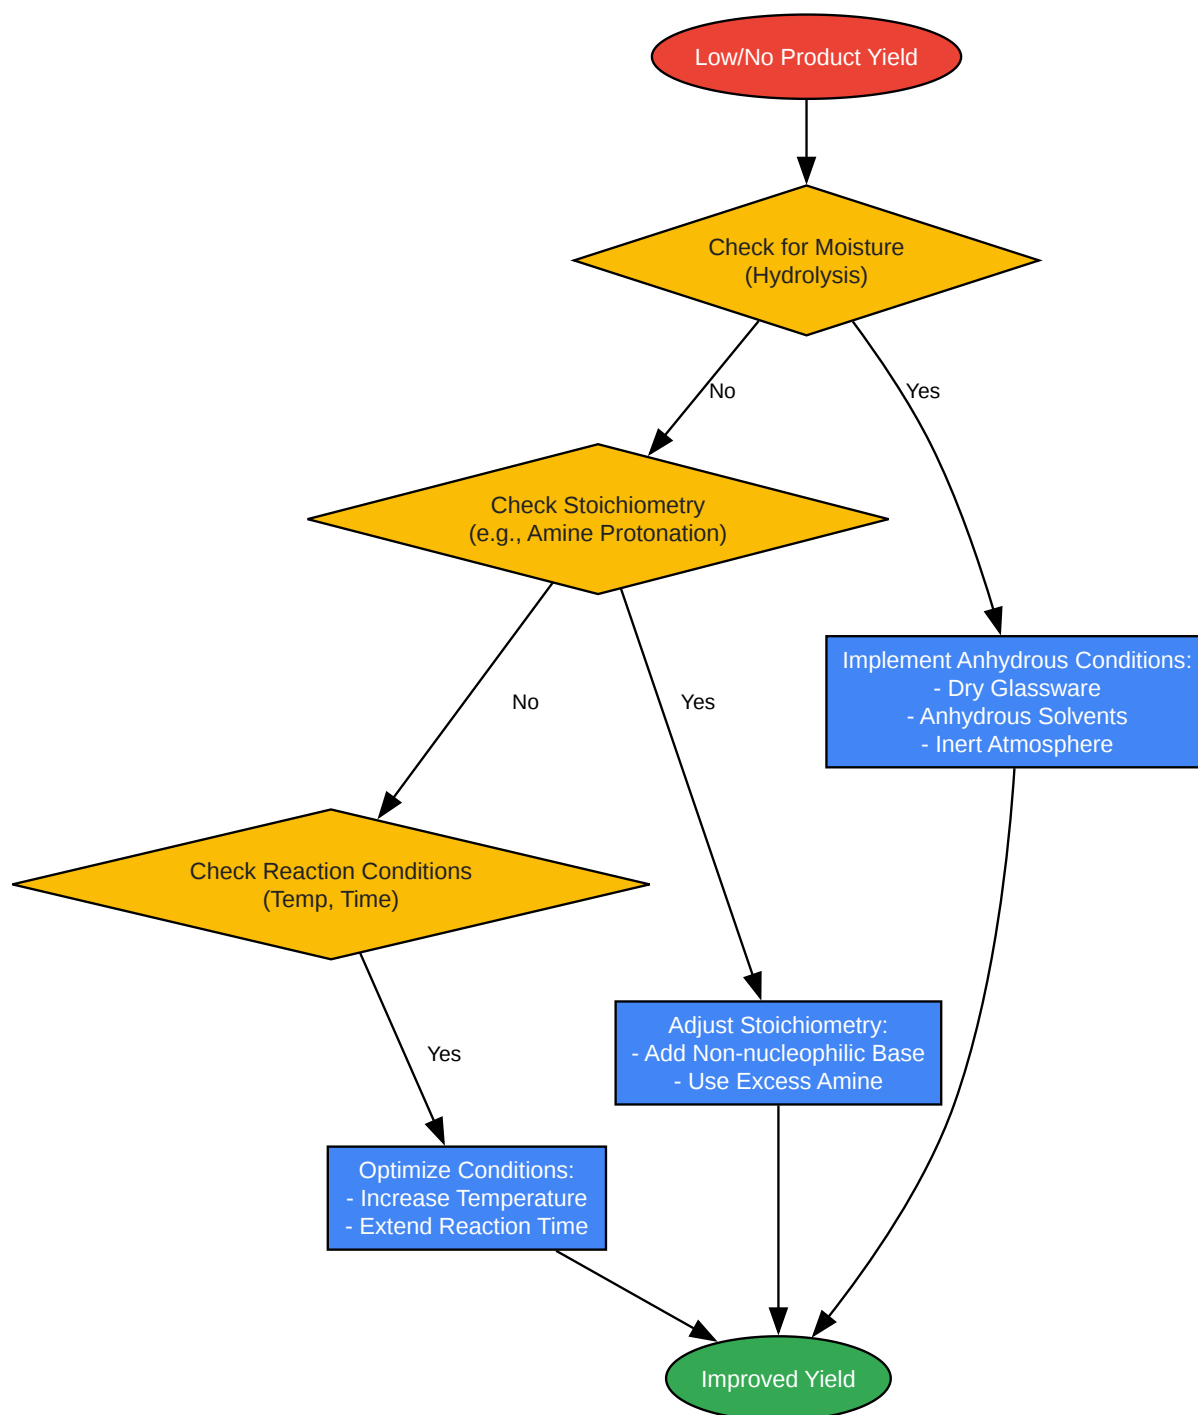 Low/No Product Yield
Check for Moisture
(Hydrolysis)
No
Yes
Check Stoichiometry
(e.g., Amine Protonation)
No
Yes
Implement Anhydrous Conditions:
- Dry Glassware
- Anhydrous Solvents
- Inert Atmosphere
Check Reaction Conditions
(Temp, Time)
Yes
Adjust Stoichiometry:
- Add Non-nucleophilic Base
- Use Excess Amine
Optimize Conditions:
- Increase Temperature
- Extend Reaction Time
Improved Yield